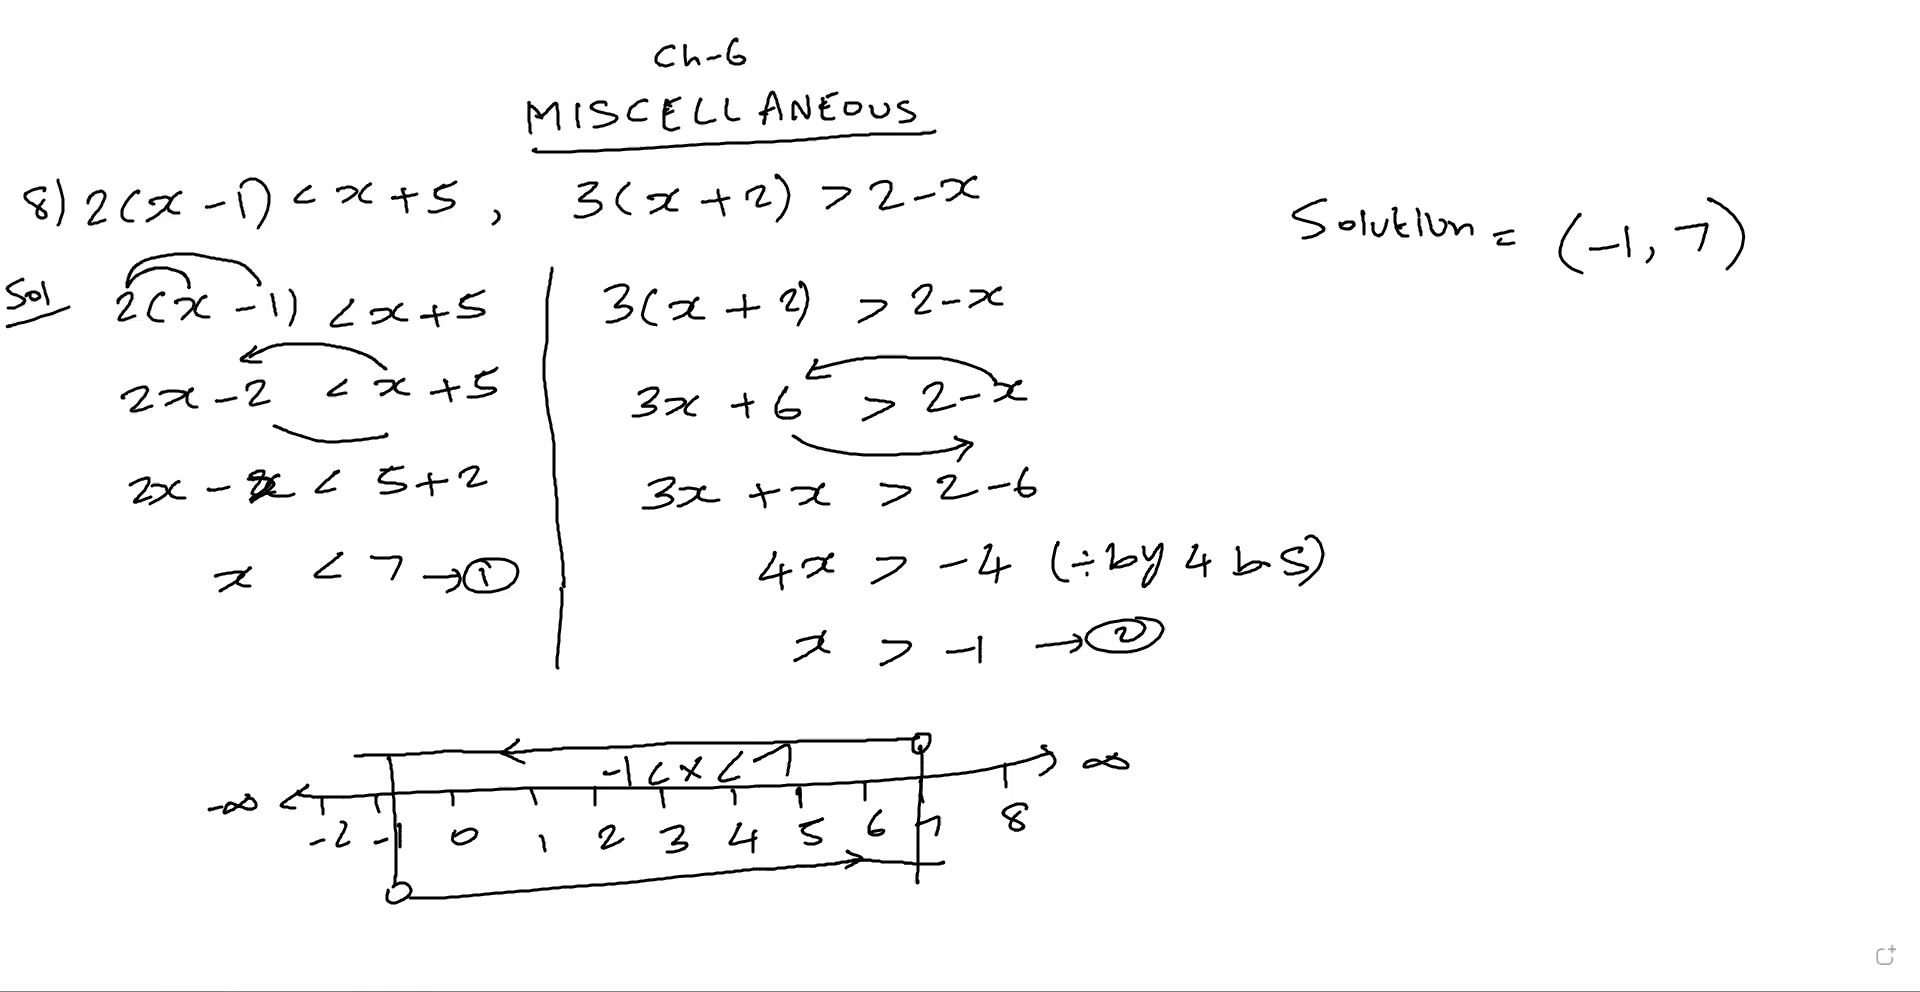 Ch-6
MISCELLANEOUS
8) 2(x-1) < x+5, 3(x+2) > 2-x
Solution = (-1, 7)
Sol 2(x-1) < x+5
2x-2 < x+5
2x - x < 5+2
x < 7 → ①
3(x+2) > 2-x
3x+6 > 2-x
3x+x > 2-6
4x > -4 (÷by 4 b.s)
x > -1 → ②
-1<x<7
-∞ ∞
-2 -1 0 1 2 3 4 5 6 7 8